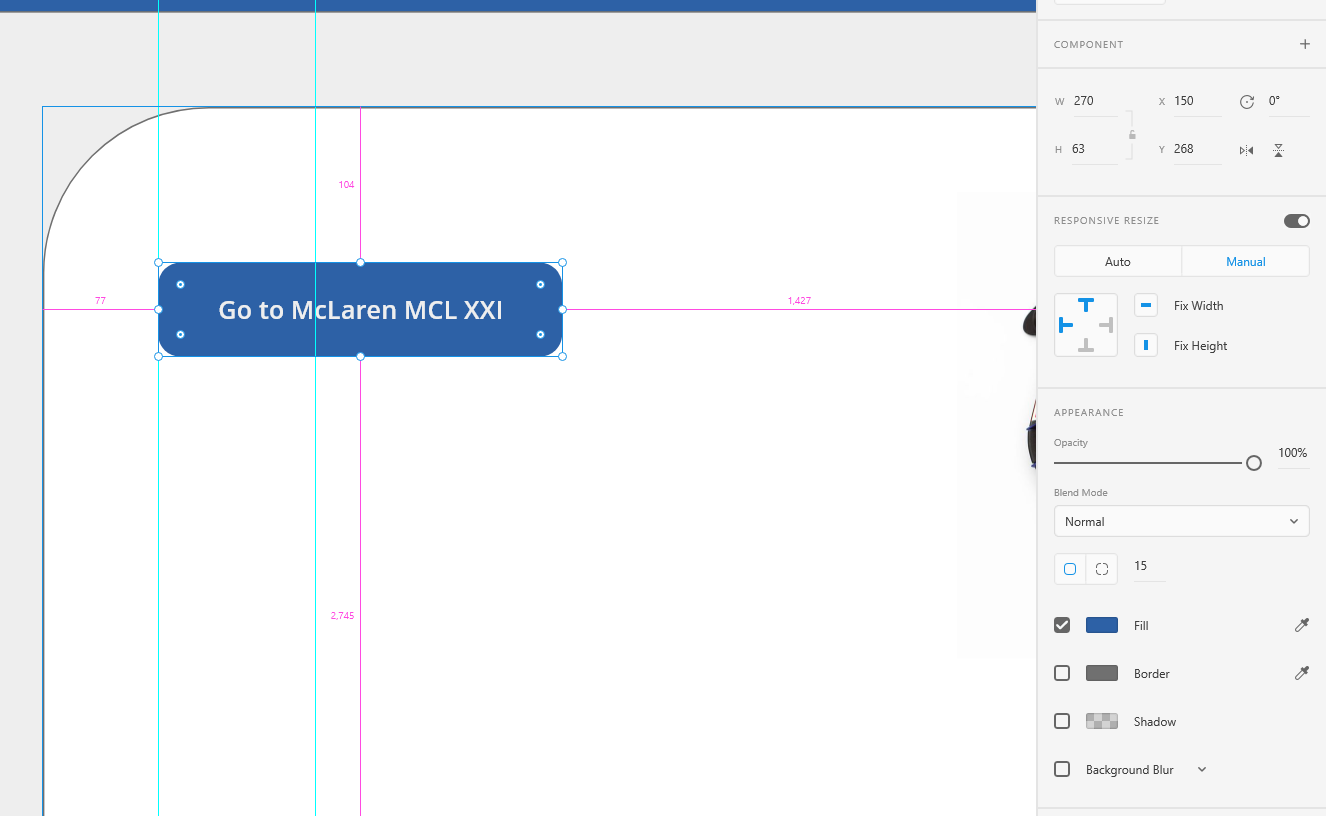 COMPONENT
W 270 X 150 0°
H 63 Y 268
104
RESPONSIVE RESIZE
Auto Manual
77
1,427
Go to McLaren MCL XXI
Fix Width
Fix Height
APPEARANCE
Opacity
100%
Blend Mode
Normal
15
2,745
Fill
Border
Shadow
Background Blur